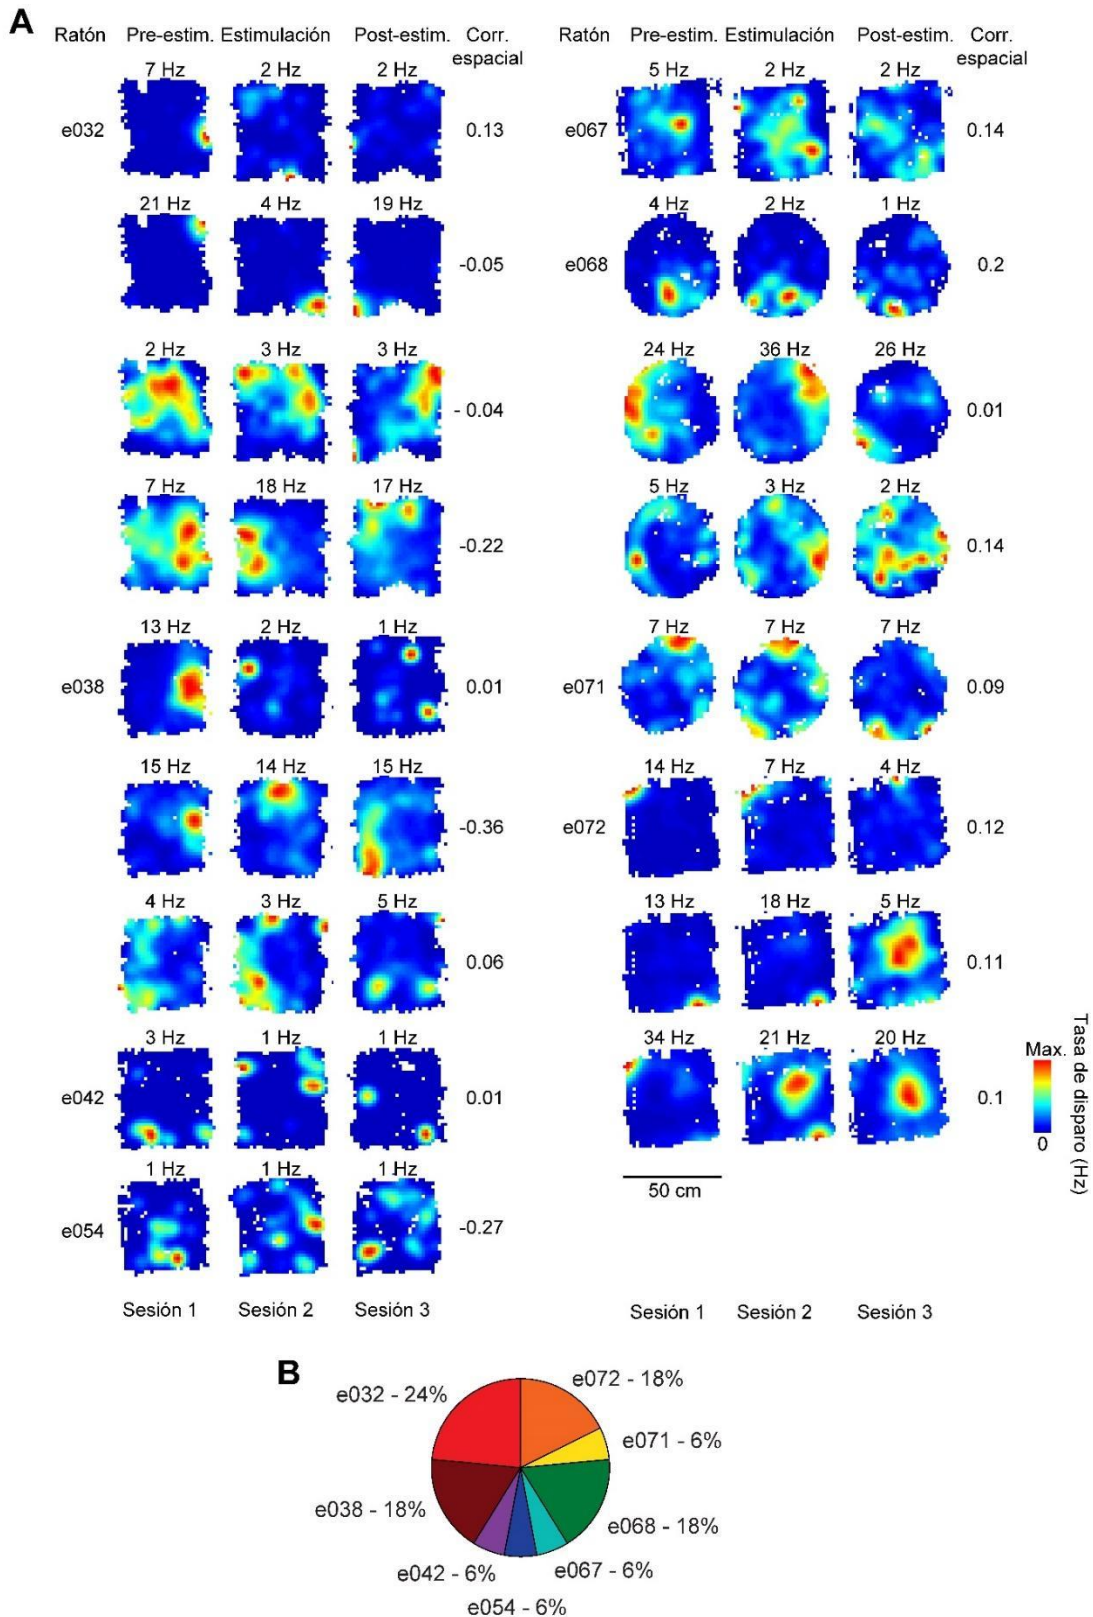 A
Ratón Pre-estim. Estimulación Post-estim. Corr. espacial
7 Hz 2 Hz 2 Hz
e032 0.13
21 Hz 4 Hz 19 Hz
-0.05
2 Hz 3 Hz 3 Hz
- 0.04
7 Hz 18 Hz 17 Hz
-0.22
13 Hz 2 Hz 1 Hz
e038 0.01
15 Hz 14 Hz 15 Hz
-0.36
4 Hz 3 Hz 5 Hz
0.06
3 Hz 1 Hz 1 Hz
e042 0.01
1 Hz 1 Hz 1 Hz
e054 -0.27
Sesión 1 Sesión 2 Sesión 3
Ratón Pre-estim. Estimulación Post-estim. Corr. espacial
5 Hz 2 Hz 2 Hz
e067 0.14
4 Hz 2 Hz 1 Hz
e068 0.2
24 Hz 36 Hz 26 Hz
0.01
5 Hz 3 Hz 2 Hz
0.14
7 Hz 7 Hz 7 Hz
e071 0.09
14 Hz 7 Hz 4 Hz
e072 0.12
13 Hz 18 Hz 5 Hz
0.11
34 Hz 21 Hz 20 Hz
0.1
50 cm
Sesión 1 Sesión 2 Sesión 3
Max.
0
Tasa de disparo (Hz)
B
e032 - 24%
e072 - 18%
e071 - 6%
e038 - 18%
e068 - 18%
e042 - 6%
e067 - 6%
e054 - 6%